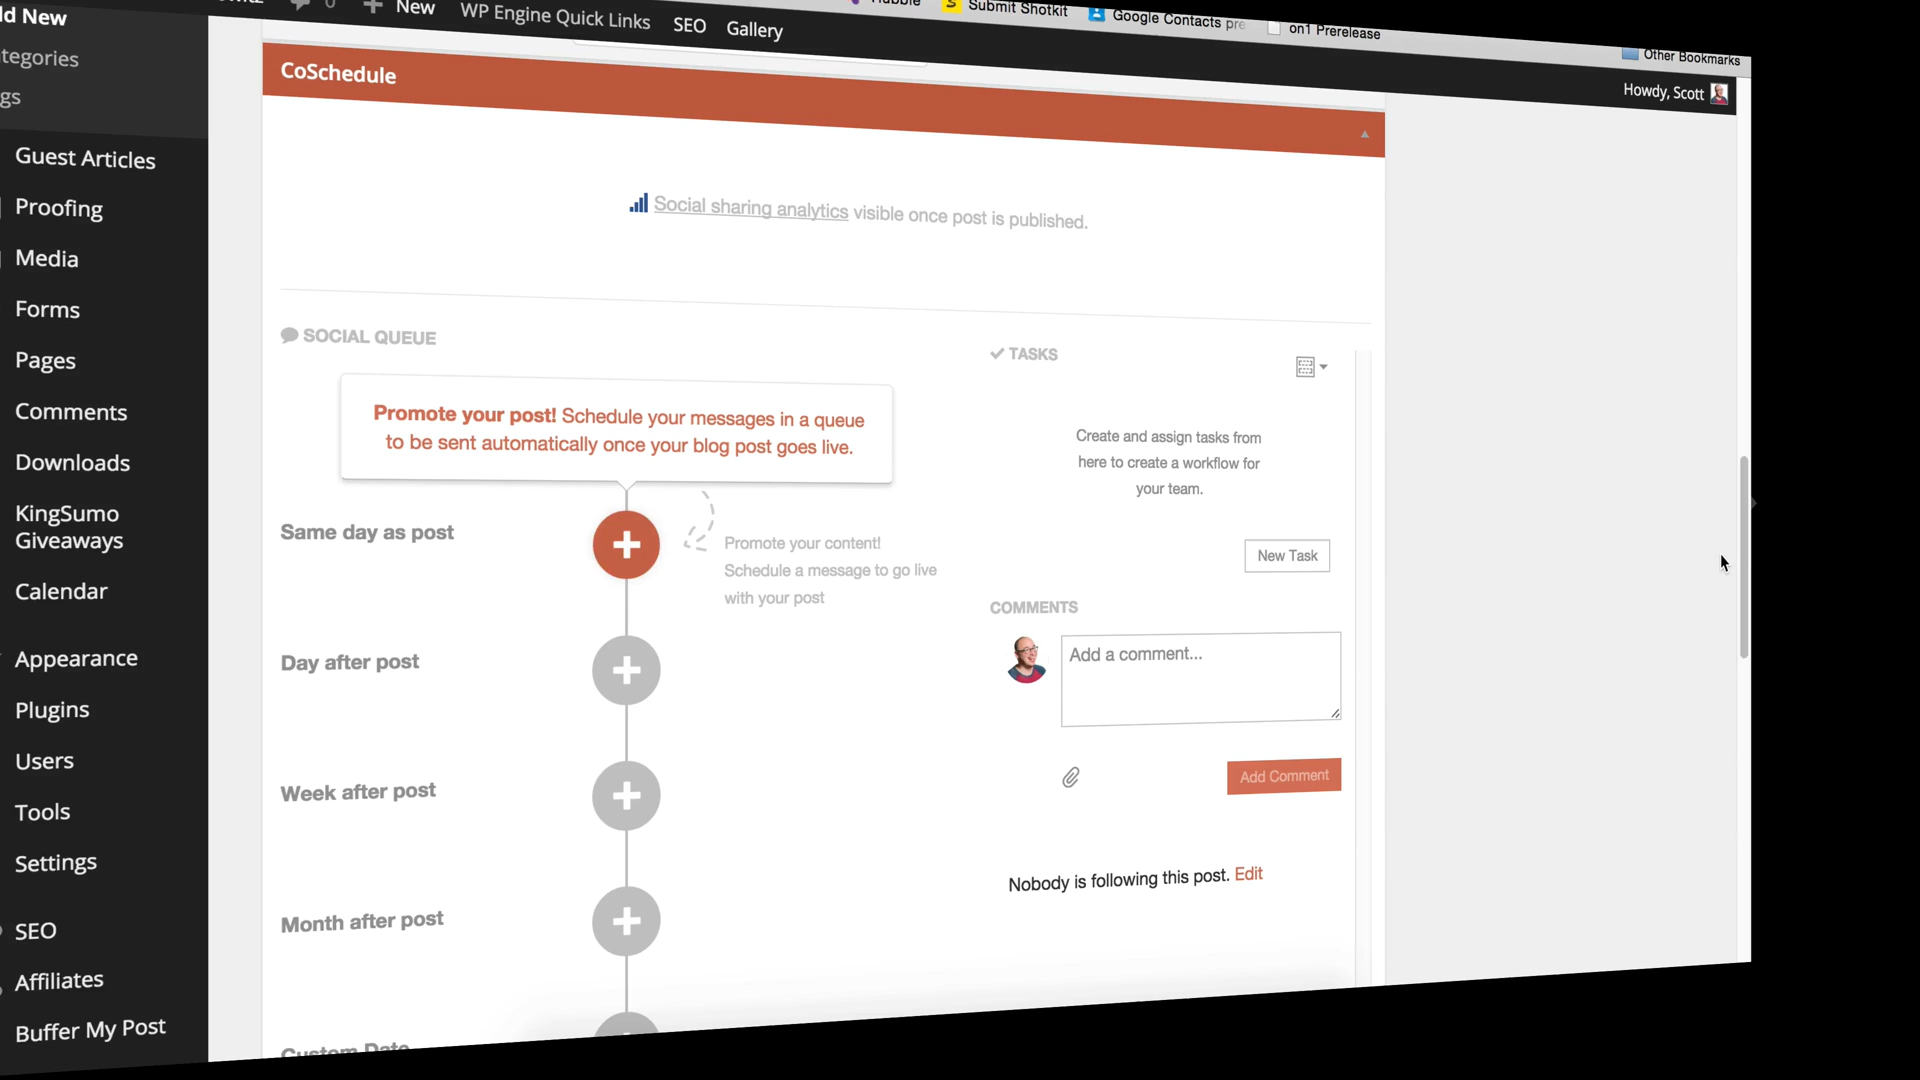 New
WP Engine Quick Links
SEO
Gallery
Submit Shotkit
Google Contacts pre
on1 Prerelease
Other Bookmarks
Howdy, Scott
New
Guest Articles
Proofing
Media
Forms
Pages
Comments
Downloads
KingSumo
Giveaways
Calendar
Appearance
Plugins
Users
Tools
Settings
SEO
Affiliates
Buffer My Post
CoSchedule
Social sharing analytics visible once post is published.
SOCIAL QUEUE
Promote your post! Schedule your messages in a queue
to be sent automatically once your blog post goes live.
Same day as post
Promote your content!
Schedule a message to go live
with your post
Day after post
Week after post
Month after post
Custom Date
TASKS
Create and assign tasks from
here to create a workflow for
your team.
New Task
COMMENTS
Add a comment...
Add Comment
Nobody is following this post. Edit